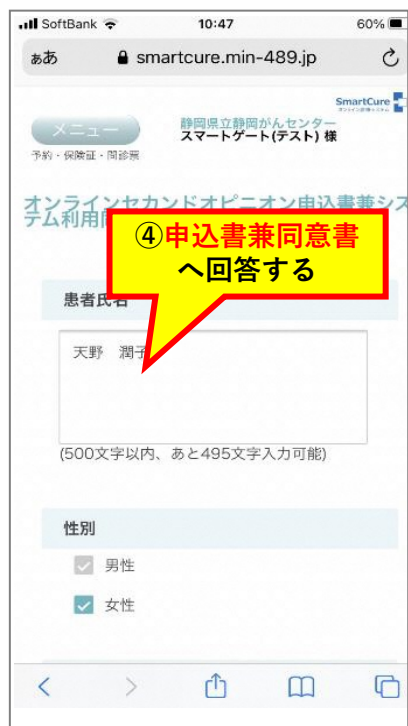 SoftBank 10:47 60%
ああ smartcure.min-489.jp
SmartCure
メニュー
予約・保険証・問診票
静岡県立静岡がんセンター
スマートゲート(テスト) 様
オンラインセカンドオピニオン申込書兼シス
テム利用同
④申込書兼同意書
へ回答する
患者氏名
天野 潤子
(500文字以内、あと495文字入力可能)
性別
男性
女性